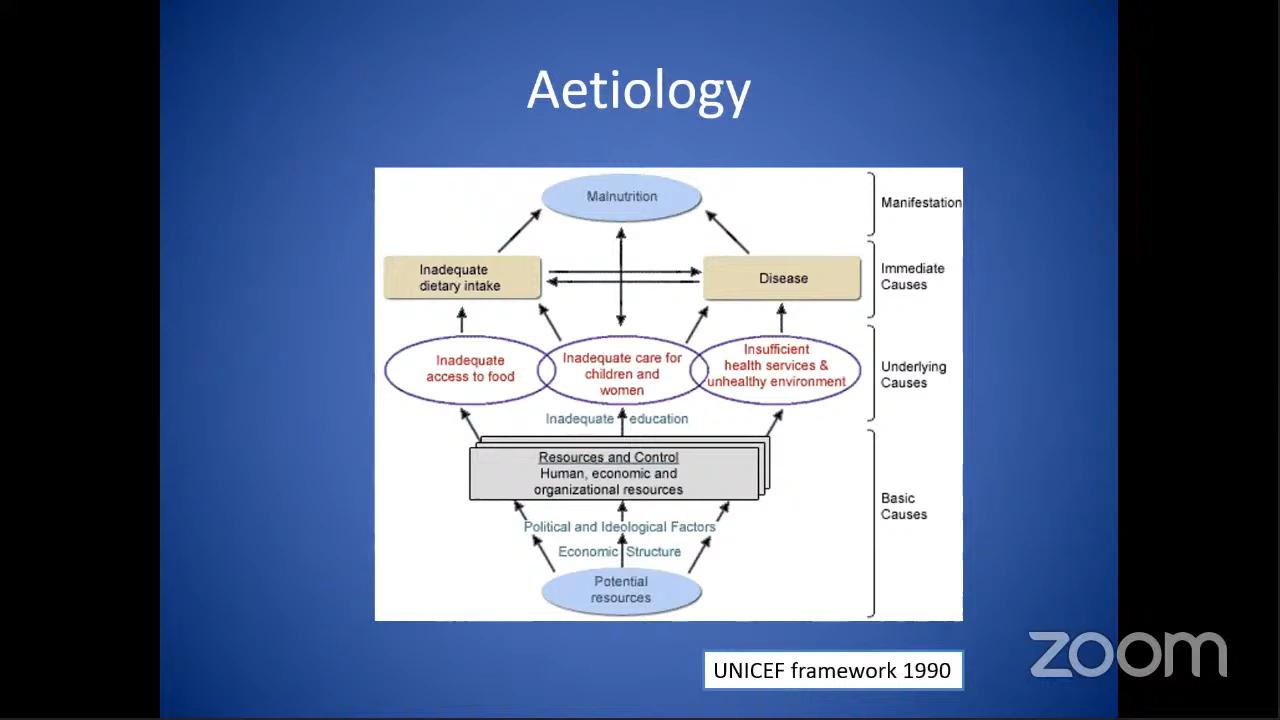 Aetiology
Malnutrition
Manifestation
Inadequate
dietary intake
Disease
Immediate
Causes
Inadequate
access to food
Inadequate care for
children and
women
Insufficient
health services &
unhealthy environment
Underlying
Causes
Inadequate education
Resources and Control
Human, economic and
organizational resources
Basic
Causes
Political and Ideological Factors
Economic Structure
Potential
resources
UNICEF framework 1990
zoom